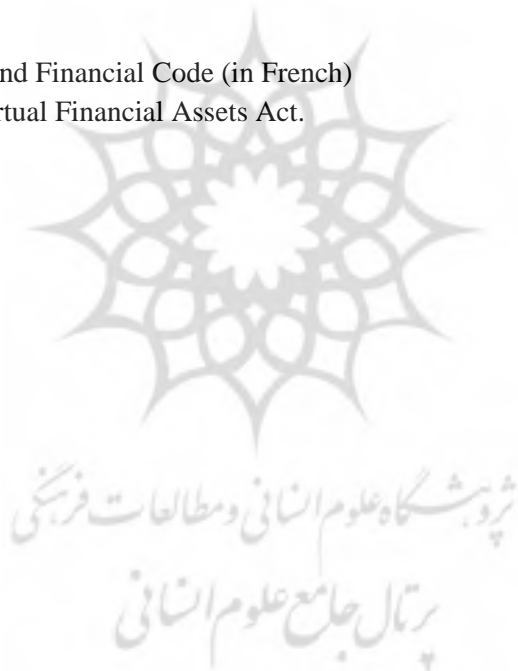 nd Financial Code (in French)
rtual Financial Assets Act.
پژوهشگاه علوم انسانی و مطالعات فرهنگی
پرتال جامع علوم انسانی